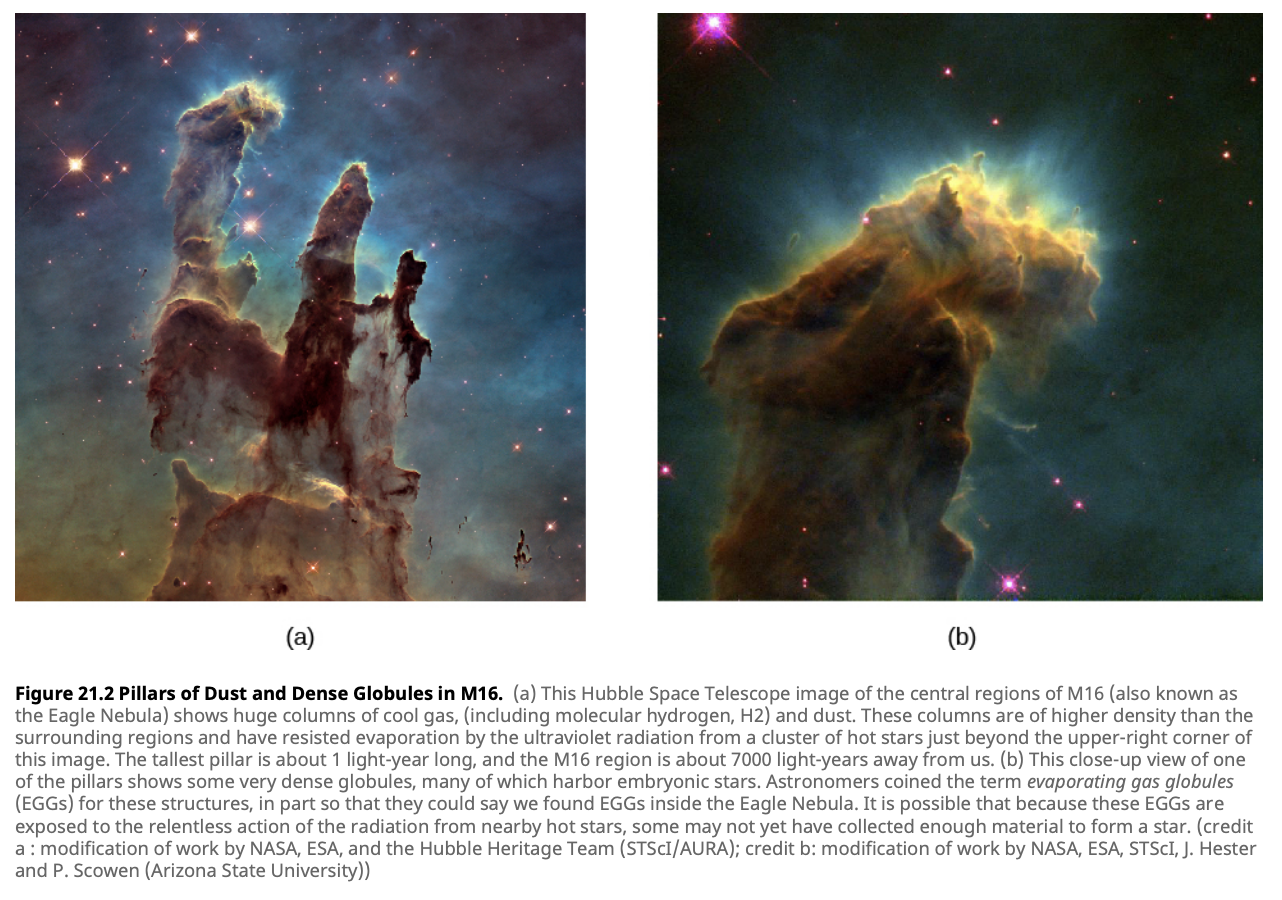 (a)
(b)
Figure 21.2 Pillars of Dust and Dense Globules in M16. (a) This Hubble Space Telescope image of the central regions of M16 (also known as
the Eagle Nebula) shows huge columns of cool gas, (including molecular hydrogen, H2) and dust. These columns are of higher density than the
surrounding regions and have resisted evaporation by the ultraviolet radiation from a cluster of hot stars just beyond the upper-right corner of
this image. The tallest pillar is about 1 light-year long, and the M16 region is about 7000 light-years away from us. (b) This close-up view of one
of the pillars shows some very dense globules, many of which harbor embryonic stars. Astronomers coined the term evaporating gas globules
(EGGs) for these structures, in part so that they could say we found EGGs inside the Eagle Nebula. It is possible that because these EGGs are
exposed to the relentless action of the radiation from nearby hot stars, some may not yet have collected enough material to form a star. (credit
a : modification of work by NASA, ESA, and the Hubble Heritage Team (STScI/AURA); credit b: modification of work by NASA, ESA, STScI, J. Hester
and P. Scowen (Arizona State University))